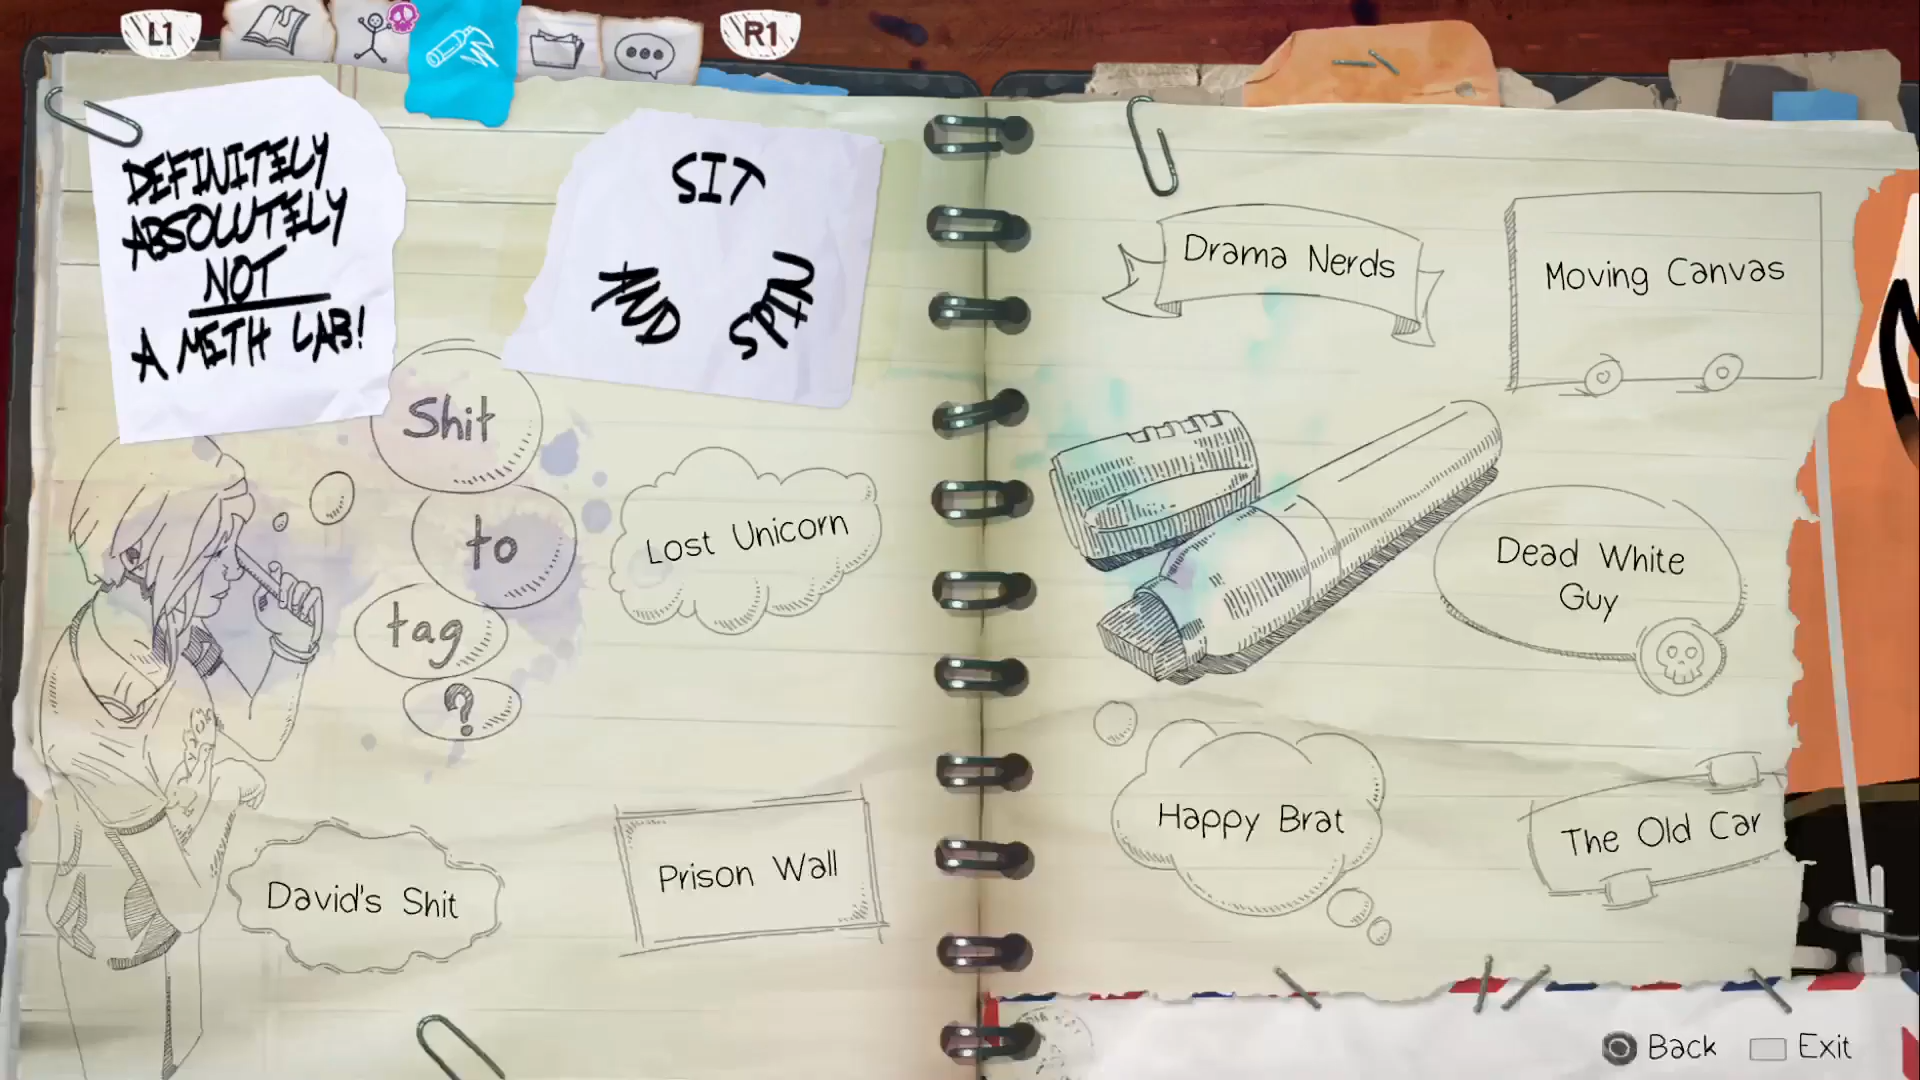 L1
R1
DEFINITELY
ABSOLUTELY
NOT
A METH LAB!
SIT
AND
SPIN
Shit
to
tag
?
Lost Unicorn
David's Shit
Prison Wall
Drama Nerds
Moving Canvas
Dead White
Guy
Happy Brat
The Old Car
Back
Exit